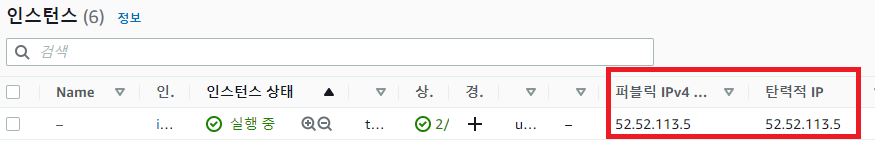 인스턴스 (6) 정보
검색
Name 인. 인스턴스 상태 상. 경. 퍼블릭 IPv4 ... 탄력적 IP
– i... 실행 중 t... 2/ u... – 52.52.113.5 52.52.113.5